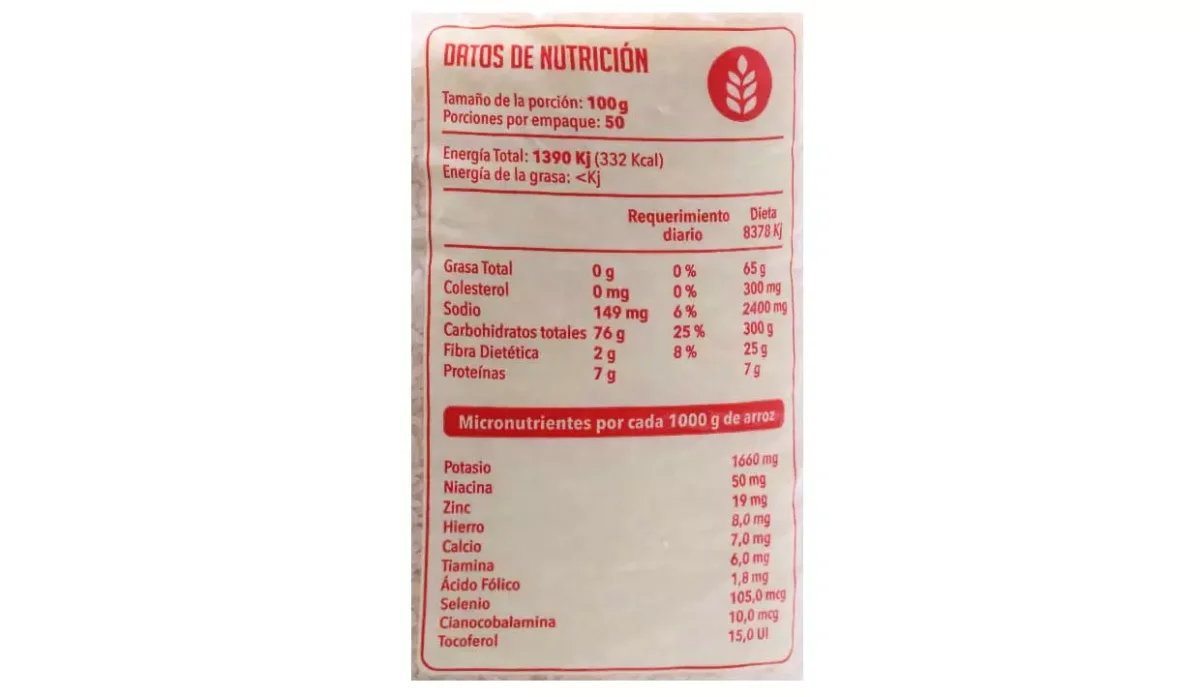 DATOS DE NUTRICIÓN
Tamaño de la porción: 100g
Porciones por empaque: 50
Energía Total: 1390 Kj (332 Kcal)
Energía de la grasa: <Kj
Requerimiento diario Dieta 8378 Kj
Grasa Total 0 g 0 % 65 g
Colesterol 0 mg 0 % 300 mg
Sodio 149 mg 6 % 2400 mg
Carbohidratos totales 76 g 25 % 300 g
Fibra Dietética 2 g 8 % 25 g
Proteínas 7 g 7 g
Micronutrientes por cada 1000 g de arroz
Potasio 1660 mg
Niacina 50 mg
Zinc 19 mg
Hierro 8,0 mg
Calcio 7,0 mg
Tiamina 6,0 mg
Ácido Fólico 1,8 mg
Selenio 105,0 mcg
Cianocobalamina 10,0 mcg
Tocoferol 15,0 UI